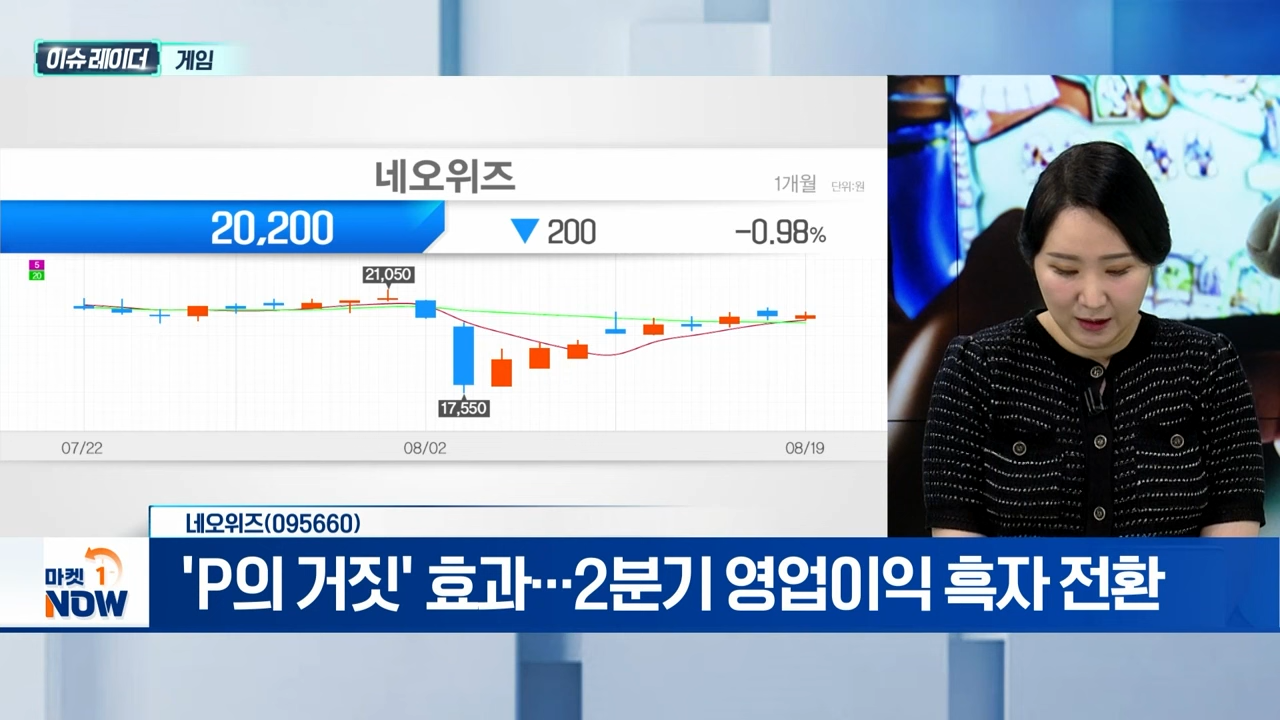 이슈레이더 게임
네오위즈
1개월 단위:원
20,200 ▼ 200 -0.98%
5
20
21,050
17,550
07/22 08/02 08/19
네오위즈(095660)
마켓 1
NOW
'P의 거짓' 효과…2분기 영업이익 흑자 전환